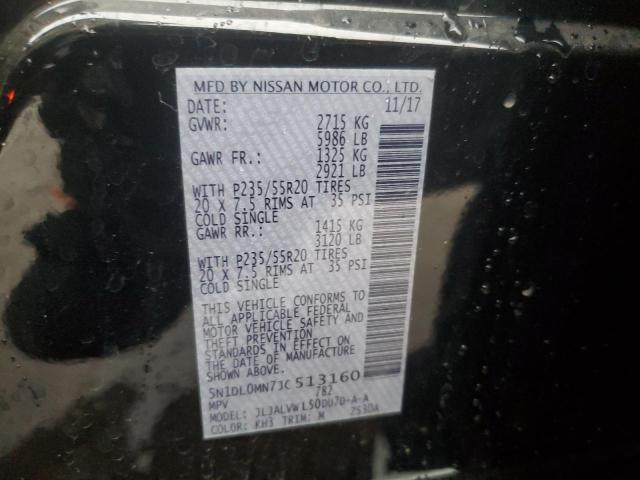 MFD BY NISSAN MOTOR CO., LTD.
DATE: 11/17
GVWR: 2715 KG
5986 LB
GAWR FR.: 1325 KG
2921 LB
WITH P235/55R20 TIRES
20 X 7.5 RIMS AT 35 PSI
COLD SINGLE
GAWR RR.: 1415 KG
3120 LB
WITH P235/55R20 TIRES
20 X 7.5 RIMS AT 35 PSI
COLD SINGLE
THIS VEHICLE CONFORMS TO
ALL APPLICABLE FEDERAL
MOTOR VEHICLE SAFETY AND
THEFT PREVENTION
STANDARDS IN EFFECT ON
THE DATE OF MANUFACTURE
SHOWN ABOVE.
5N1DL0MN7JC513160
MPV 782
MODEL: JLJALVWL50DU7D-A-A
COLOR: KH3 TRIM: M 2530A